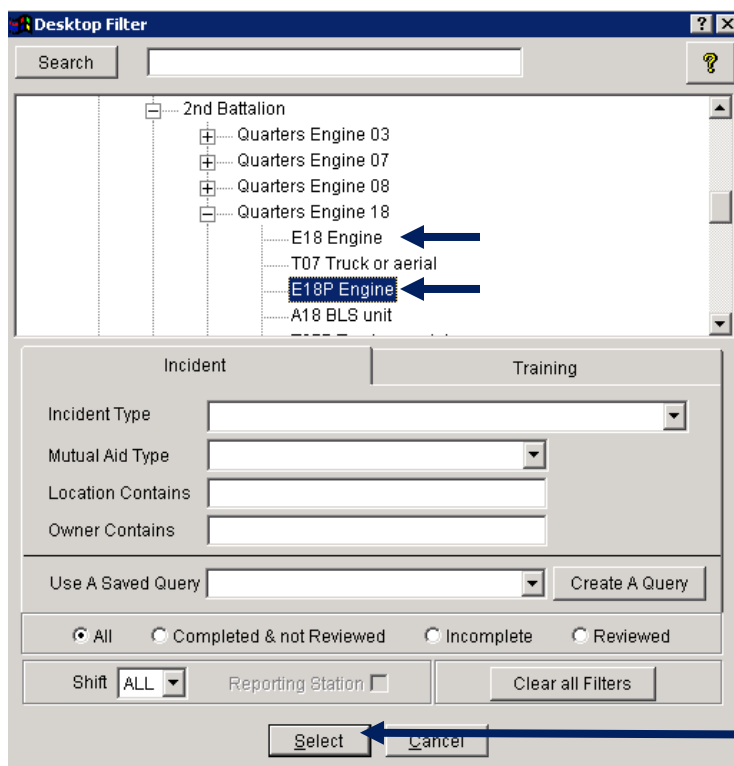 Desktop Filter
Search
2nd Battalion
Quarters Engine 03
Quarters Engine 07
Quarters Engine 08
Quarters Engine 18
E18 Engine
T07 Truck or aerial
E18P Engine
A18 BLS unit
Incident Training
Incident Type
Mutual Aid Type
Location Contains
Owner Contains
Use A Saved Query Create A Query
All Completed & not Reviewed Incomplete Reviewed
Shift ALL Reporting Station Clear all Filters
Select Cancel